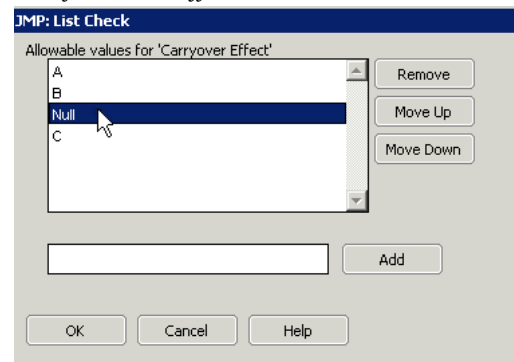 JMP: List Check
Allowable values for 'Carryover Effect'
A
B
Null
C
Remove
Move Up
Move Down
Add
OK
Cancel
Help